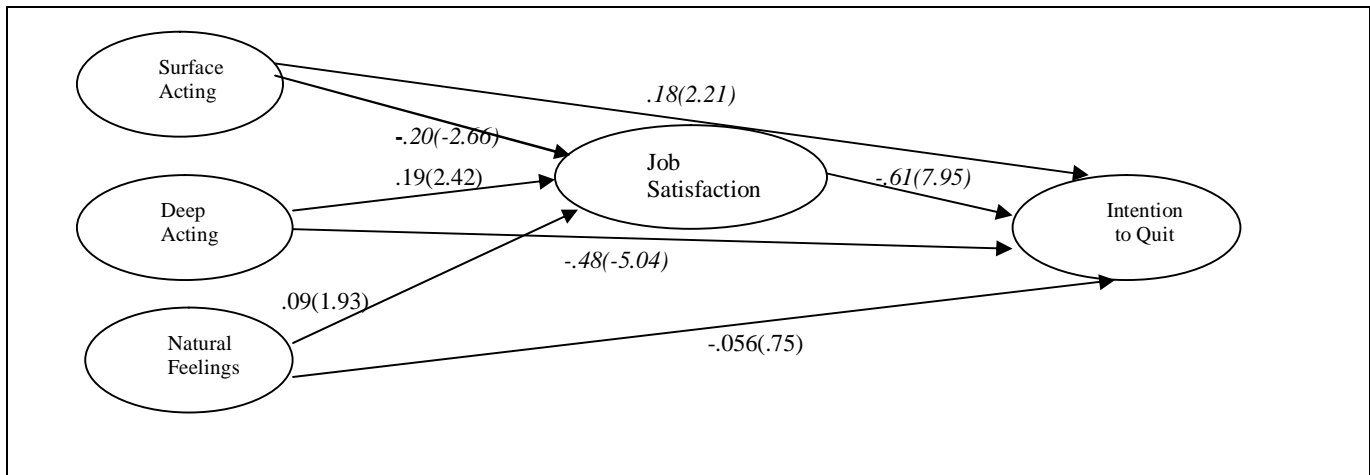 Surface
Acting
.18(2.21)
-.20(-2.66)
.19(2.42)
Job
Satisfaction
-.61(7.95)
Deep
Acting
Intention
to Quit
-.48(-5.04)
.09(1.93)
Natural
Feelings
-.056(.75)